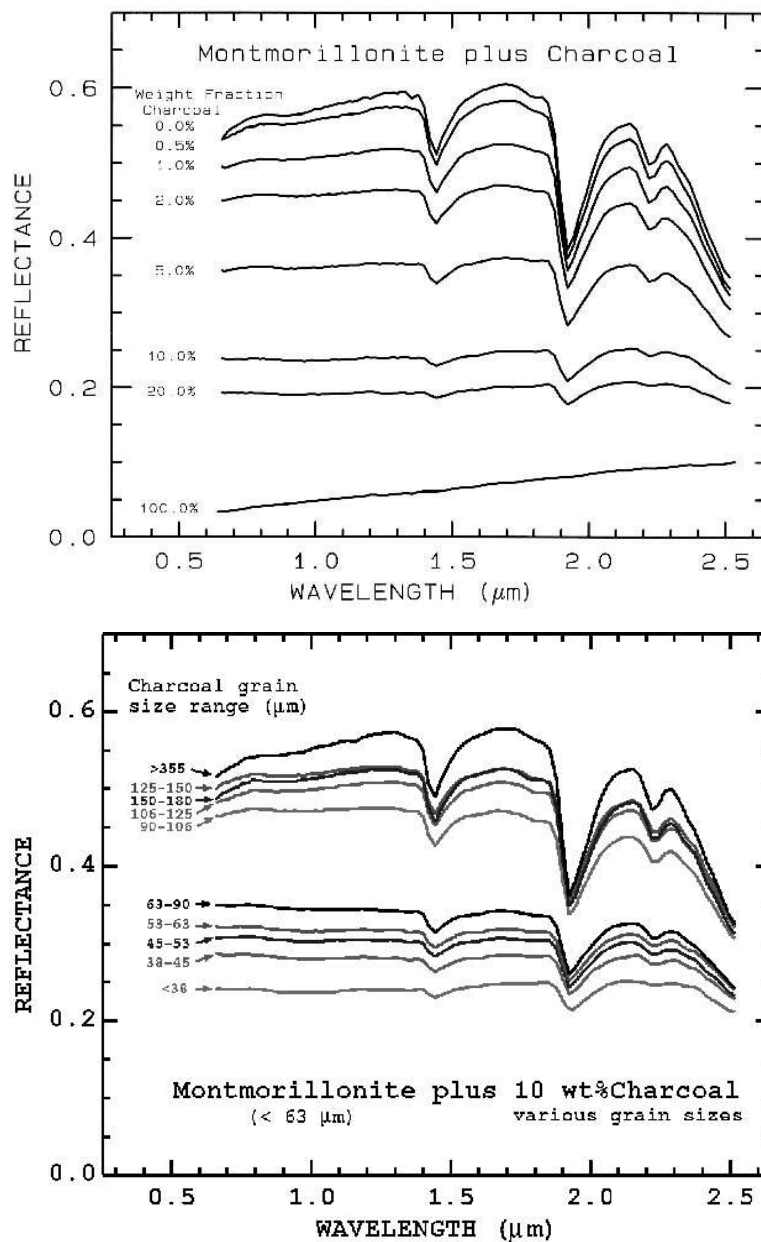 Montmorillonite plus Charcoal
Weight Fraction
Charcoal
0.0%
0.5%
1.0%
2.0%
5.0%
10.0%
20.0%
100.0%
0.6
0.4
0.2
0.0
REFLECTANCE
0.5 1.0 1.5 2.0 2.5
WAVELENGTH (μm)
Charcoal grain
size range (μm)
>355
125-150
150-180
106-125
90-106
63-90
53-63
45-53
38-45
<38
0.6
0.4
0.2
0.0
REFLECTANCE
Montmorillonite plus 10 wt%Charcoal
(< 63 μm) various grain sizes
0.5 1.0 1.5 2.0 2.5
WAVELENGTH (μm)